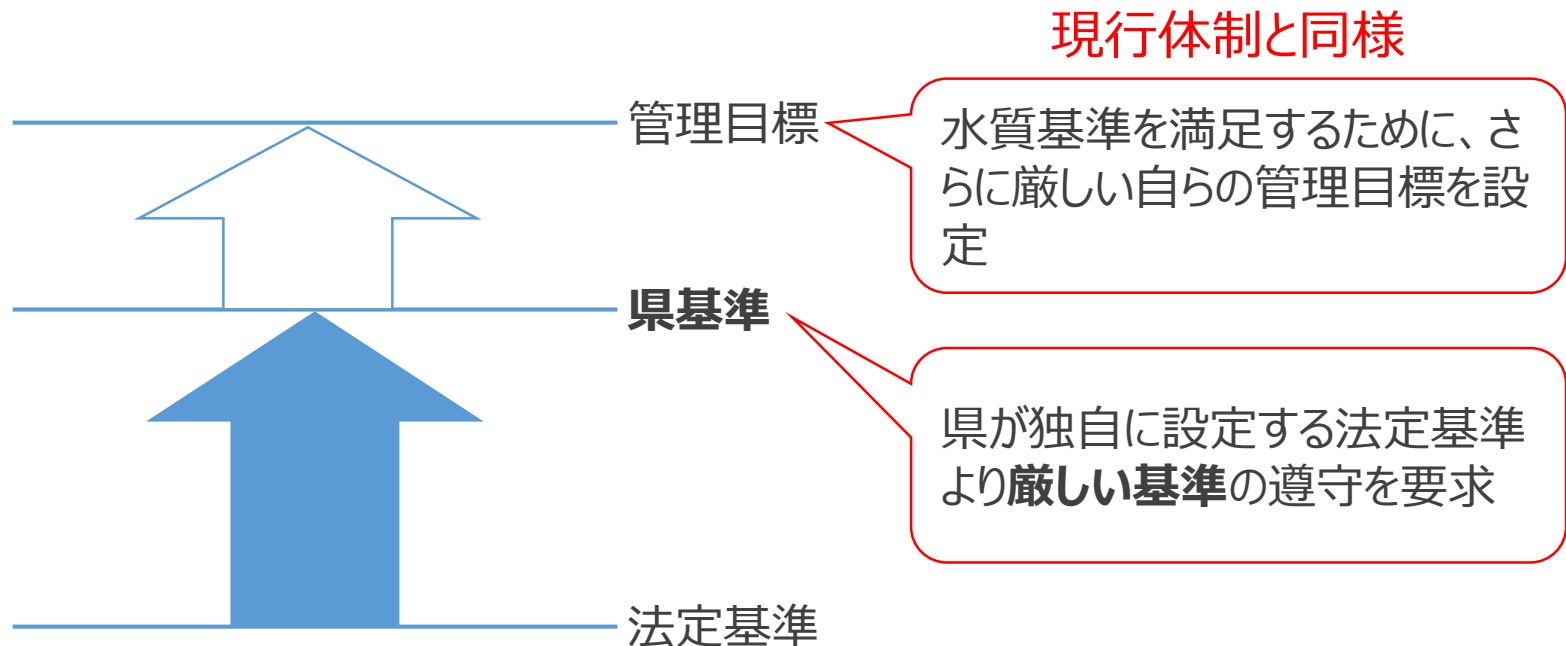 現行体制と同様
管理目標
水質基準を満足するために、さ
らに厳しい自らの管理目標を設
定
県基準
県が独自に設定する法定基準
より厳しい基準の遵守を要求
法定基準